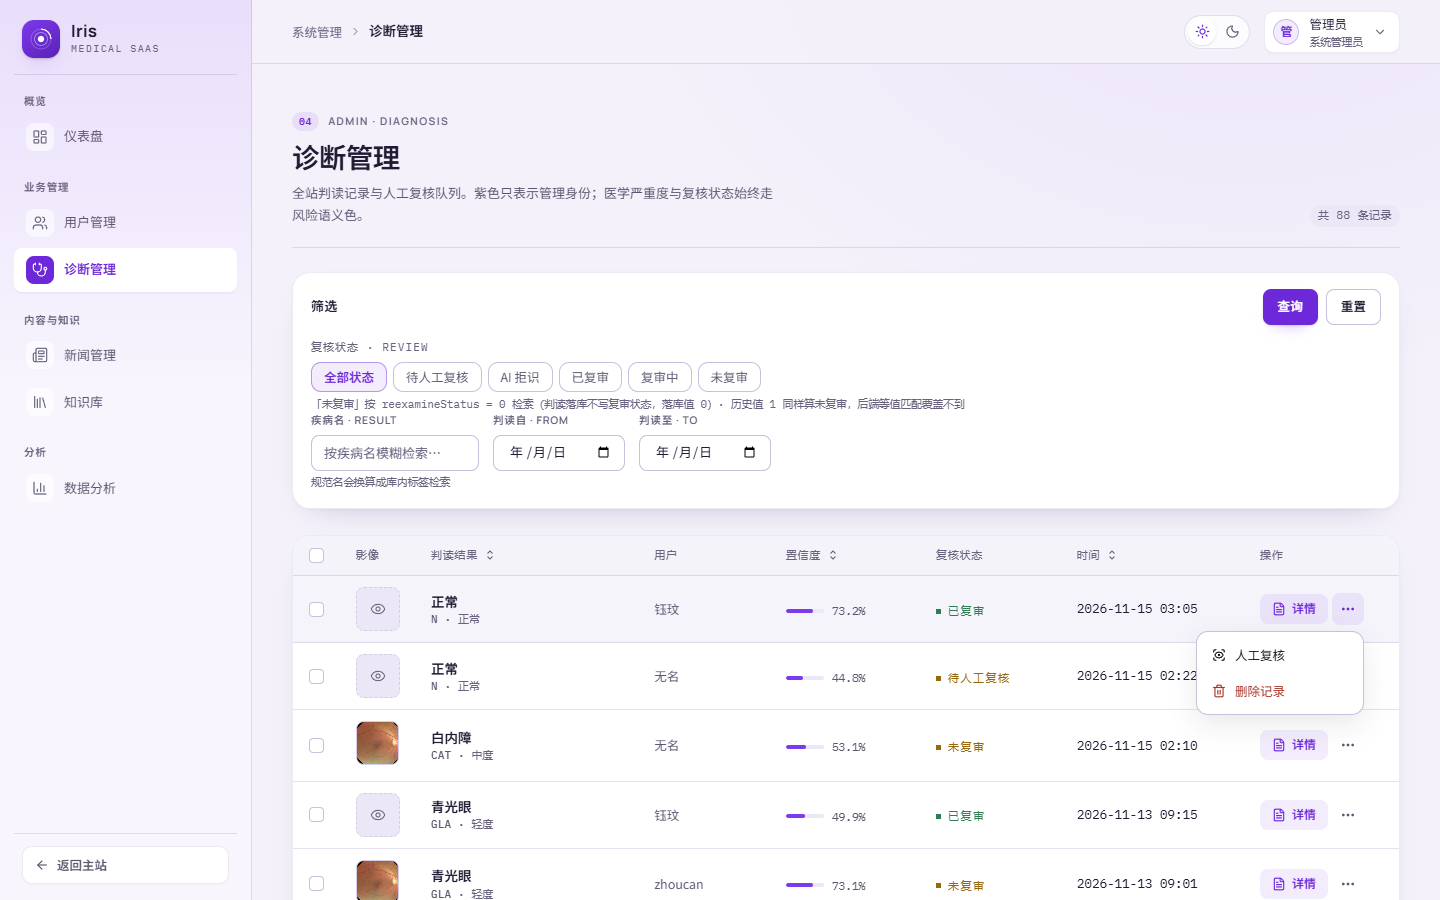 Iris
MEDICAL SAAS
概览
仪表盘
业务管理
用户管理
诊断管理
内容与知识
新闻管理
知识库
分析
数据分析
返回主站
系统管理 > 诊断管理
管
管理员
系统管理员
04 ADMIN · DIAGNOSIS
诊断管理
全站判读记录与人工复核队列。紫色只表示管理身份；医学严重度与复核状态始终走
风险语义色。
共 88 条记录
筛选
查询
重置
复核状态 · REVIEW
全部状态
待人工复核
AI 拒识
已复审
复审中
未复审
「未复审」按 reexamineStatus = 0 检索（判读落库不写复审状态，落库值 0）· 历史值 1 同样算未复审，后端等值匹配覆盖不到
疾病名 · RESULT
判读自 · FROM
判读至 · TO
按疾病名模糊检索…
年 /月/日
年 /月/日
规范名会换算成库内标签检索
影像 判读结果 用户 置信度 复核状态 时间 操作
正常
N · 正常
钰玟 73.2% 已复审 2026-11-15 03:05 详情
人工复核
删除记录
正常
N · 正常
无名 44.8% 待人工复核 2026-11-15 02:22
白内障
CAT · 中度
无名 53.1% 未复审 2026-11-15 02:10 详情
青光眼
GLA · 轻度
钰玟 49.9% 已复审 2026-11-13 09:15 详情
青光眼
GLA · 轻度
zhoucan 73.1% 未复审 2026-11-13 09:01 详情